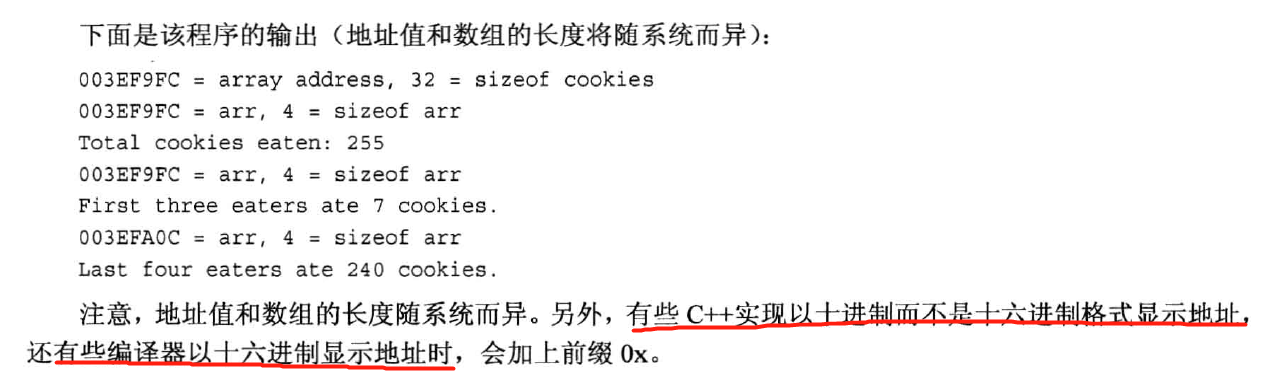 下面是该程序的输出（地址值和数组的长度将随系统而异）：
003EF9FC = array address, 32 = sizeof cookies
003EF9FC = arr, 4 = sizeof arr
Total cookies eaten: 255
003EF9FC = arr, 4 = sizeof arr
First three eaters ate 7 cookies.
003EFA0C = arr, 4 = sizeof arr
Last four eaters ate 240 cookies.
注意，地址值和数组的长度随系统而异。另外，有些 C++实现以十进制而不是十六进制格式显示地址，
还有些编译器以十六进制显示地址时，会加上前缀 0x。